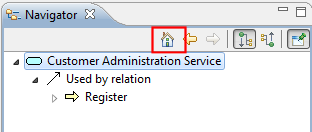 Navigator
Customer Administration Service
Used by relation
Register